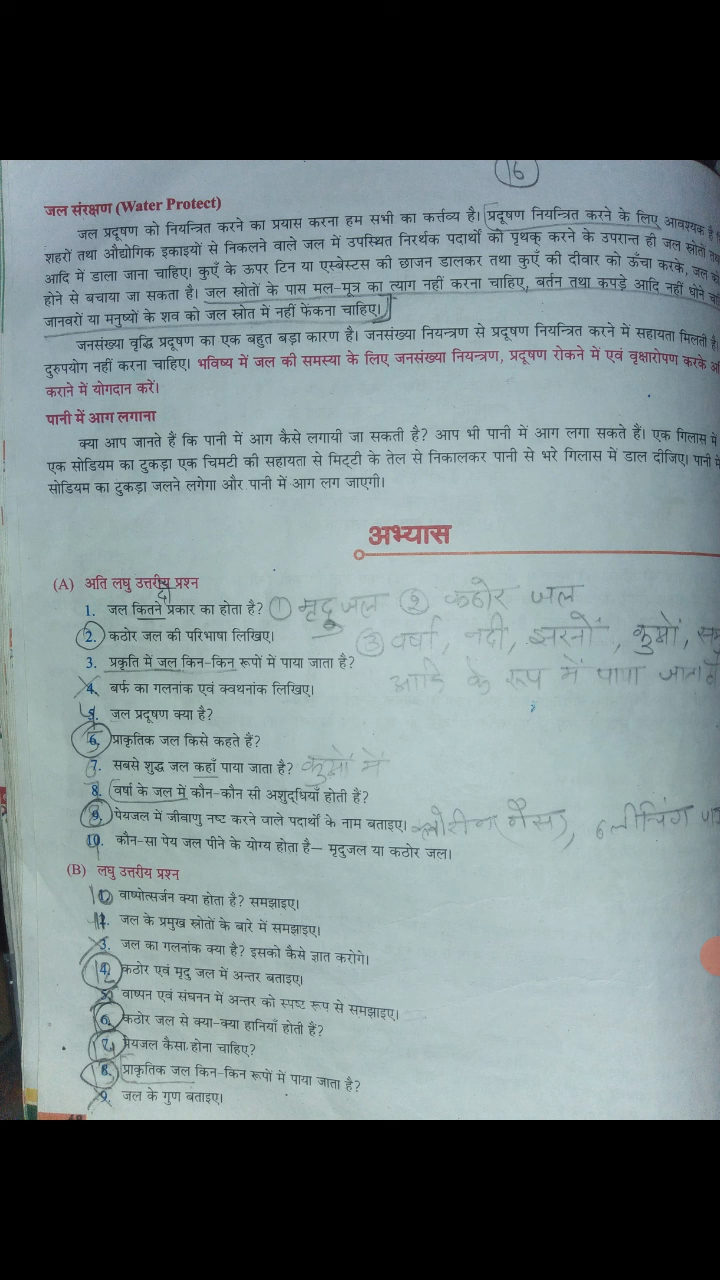 16
जल संरक्षण (Water Protect)
जल प्रदूषण को नियन्त्रित करने का प्रयास करना हम सभी का कर्त्तव्य है। प्रदूषण नियन्त्रित करने के लिए आवश्यक है
शहरों तथा औद्योगिक इकाइयों से निकलने वाले जल में उपस्थित निरर्थक पदार्थों को पृथक् करने के उपरान्त ही जल स्रोतों
आदि में डाला जाना चाहिए। कुएँ के ऊपर टिन या एस्बेस्टस की छाजन डालकर तथा कुएँ की दीवार को ऊँचा करके, जल
होने से बचाया जा सकता है। जल स्रोतों के पास मल-मूत्र का त्याग नहीं करना चाहिए, बर्तन तथा कपड़े आदि नहीं धोने
जानवरों या मनुष्यों के शव को जल स्रोत में नहीं फेंकना चाहिए।
जनसंख्या वृद्धि प्रदूषण का एक बहुत बड़ा कारण है। जनसंख्या नियन्त्रण से प्रदूषण नियन्त्रित करने में सहायता मिलती है।
दुरुपयोग नहीं करना चाहिए। भविष्य में जल की समस्या के लिए जनसंख्या नियन्त्रण, प्रदूषण रोकने में एवं वृक्षारोपण करके
कराने में योगदान करें।
पानी में आग लगाना
क्या आप जानते हैं कि पानी में आग कैसे लगायी जा सकती है? आप भी पानी में आग लगा सकते हैं। एक गिलास में
एक सोडियम का टुकड़ा एक चिमटी की सहायता से मिट्टी के तेल से निकालकर पानी से भरे गिलास में डाल दीजिए। पानी में
सोडियम का टुकड़ा जलने लगेगा और पानी में आग लग जाएगी।
अभ्यास
(A) अति लघु उत्तरीय प्रश्न
दो
1. जल कितने प्रकार का होता है? ① मृदु जल ② कठोर जल
2. कठोर जल की परिभाषा लिखिए। ③ वर्षा, नदी, झरनों, कुओं,
3. प्रकृति में जल किन-किन रूपों में पाया जाता है?
आदि के रूप में पाया जाता
4. बर्फ का गलनांक एवं क्वथनांक लिखिए।
5. जल प्रदूषण क्या है?
6. प्राकृतिक जल किसे कहते है?
7. सबसे शुद्ध जल कहाँ पाया जाता है? कुओं में
8. वर्षा के जल में कौन-कौन सी अशुद्धियाँ होती हैं?
9. पेयजल में जीवाणु नष्ट करने वाले पदार्थों के नाम बताइए। क्लोरीन (गैस), ब्लीचिंग
10. कौन-सा पेय जल पीने के योग्य होता है— मृदुजल या कठोर जल।
(B) लघु उत्तरीय प्रश्न
1. वाष्पोत्सर्जन क्या होता है? समझाइए।
2. जल के प्रमुख स्रोतों के बारे में समझाइए।
3. जल का गलनांक क्या है? इसको कैसे ज्ञात करोगे।
4. कठोर एवं मृदु जल में अन्तर बताइए।
वाष्पन एवं संघनन में अन्तर को स्पष्ट रूप से समझाइए।
6. कठोर जल से क्या-क्या हानियाँ होती हैं?
7. पेयजल कैसा होना चाहिए?
8. प्राकृतिक जल किन-किन रूपों में पाया जाता है?
9. जल के गुण बताइए।